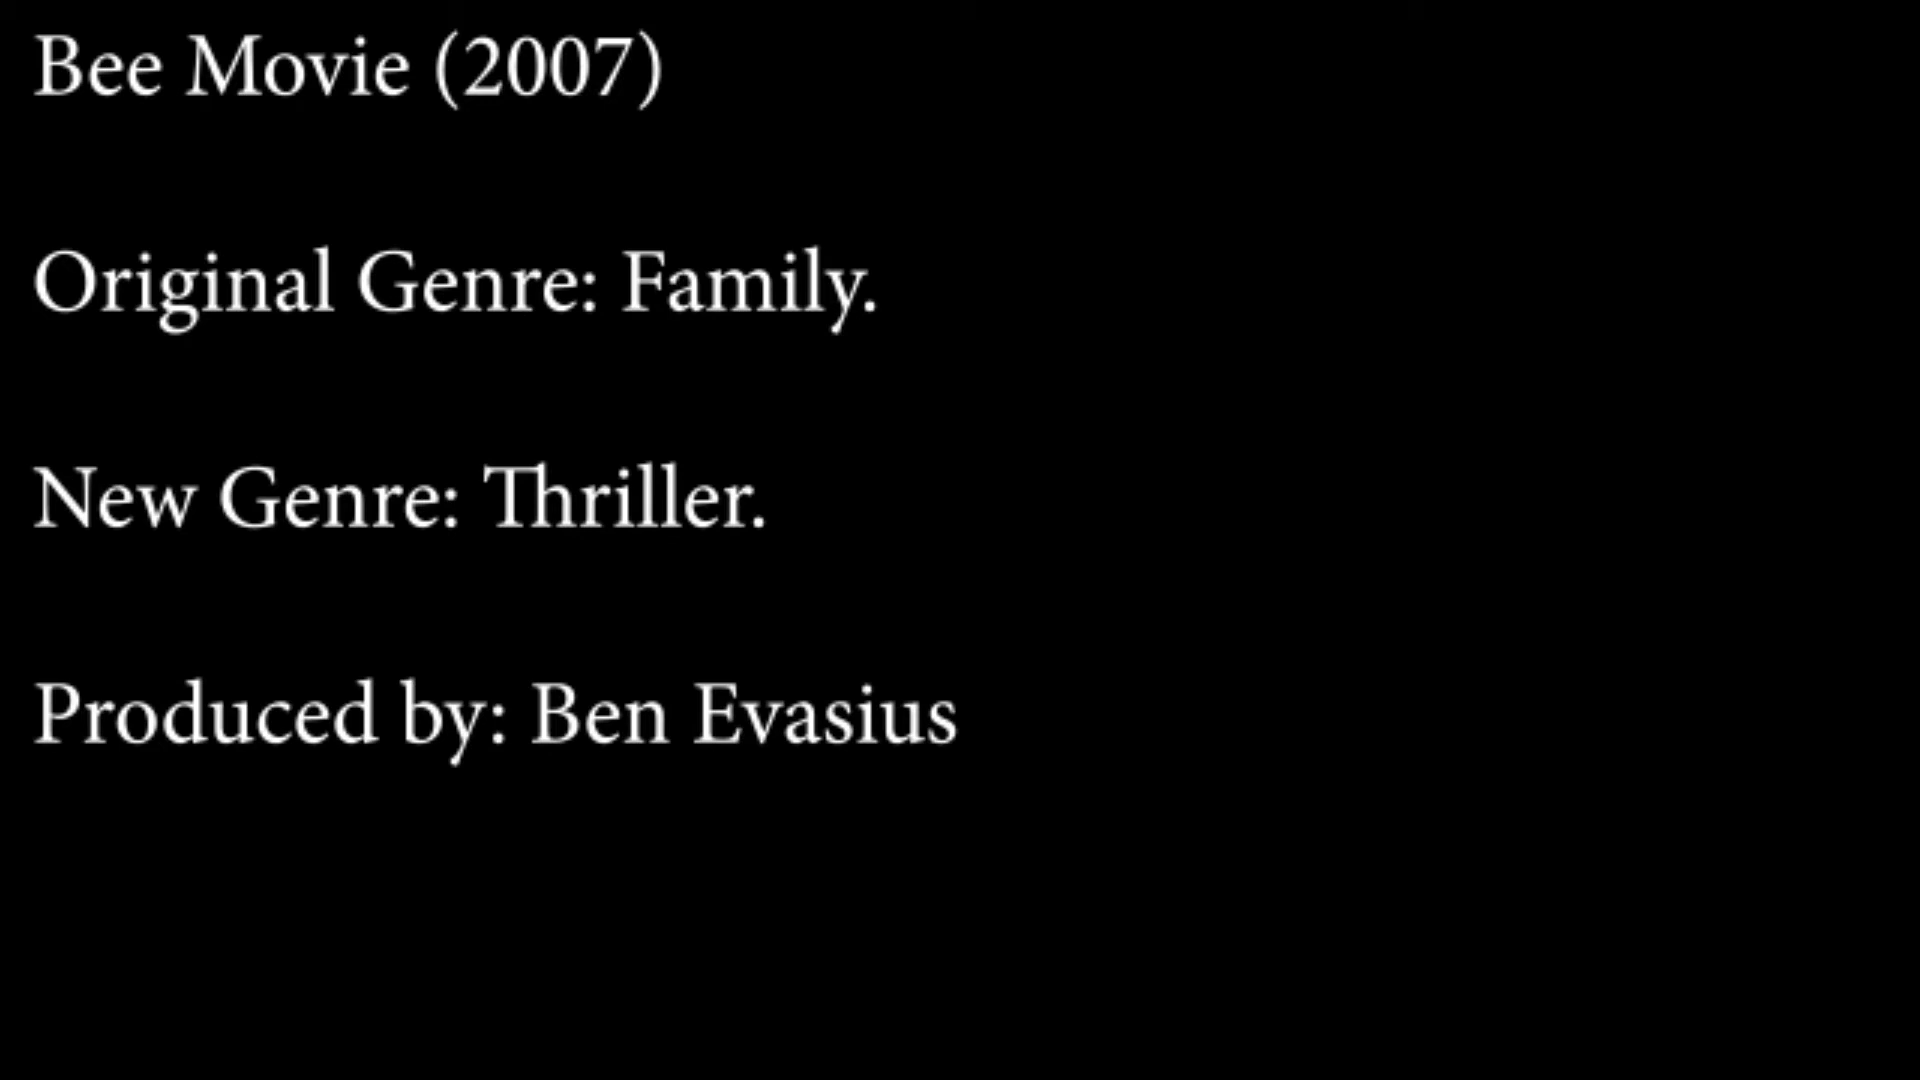 Bee Movie (2007)
Original Genre: Family.
New Genre: Thriller.
Produced by: Ben Evasius